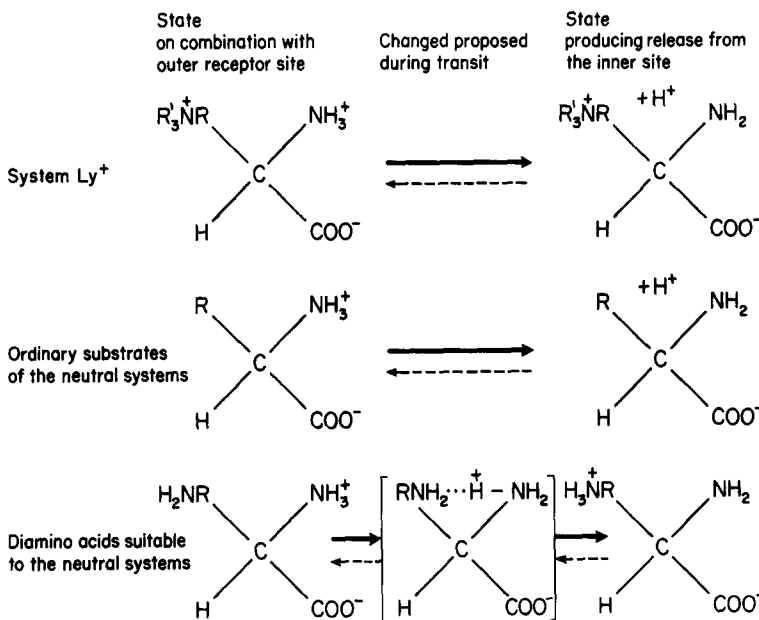 State
on combination with
outer receptor site
Changed proposed
during transit
State
producing release from
the inner site
R₃'N⁺R NH₃⁺
C
H COO⁻
System Ly⁺
+H⁺
R₃'N⁺R NH₂
C
H COO⁻
R NH₃⁺
C
H COO⁻
Ordinary substrates
of the neutral systems
+H⁺
R NH₂
C
H COO⁻
H₂NR NH₃⁺
C
H COO⁻
Diamino acids suitable
to the neutral systems
RNH₂···H⁺–NH₂
C
H COO⁻
H₃N⁺R NH₂
C
H COO⁻